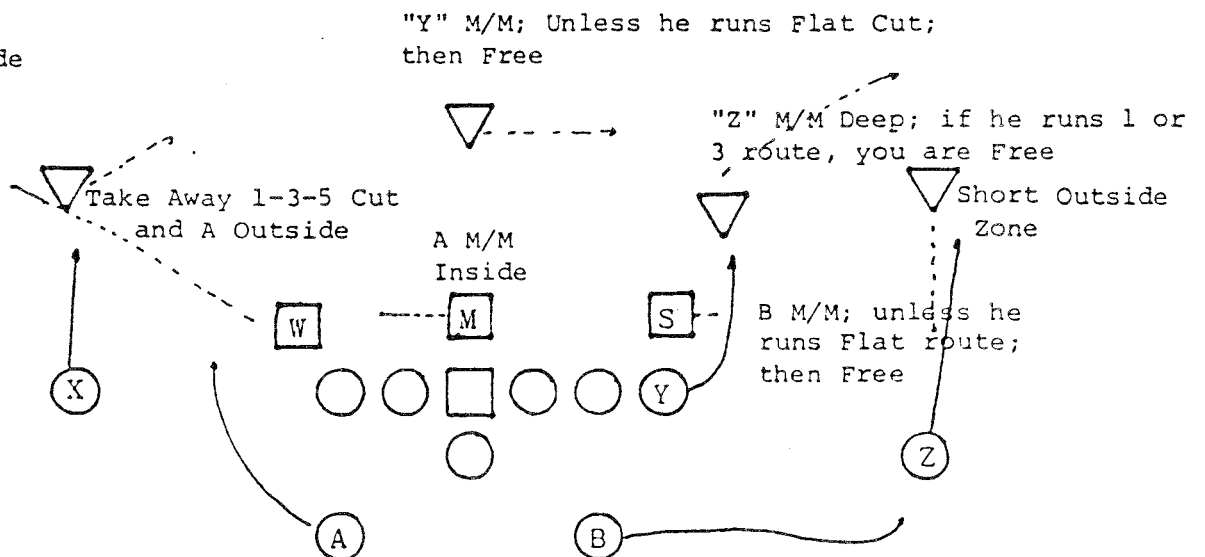 "Y" M/M; Unless he runs Flat Cut;
then Free
de
"Z" M/M Deep; if he runs 1 or
3 route, you are Free
Take Away 1-3-5 Cut
and A Outside
Short Outside
Zone
A M/M
Inside
W
M
S
B M/M; unless he
runs Flat route;
then Free
X
Y
Z
A
B